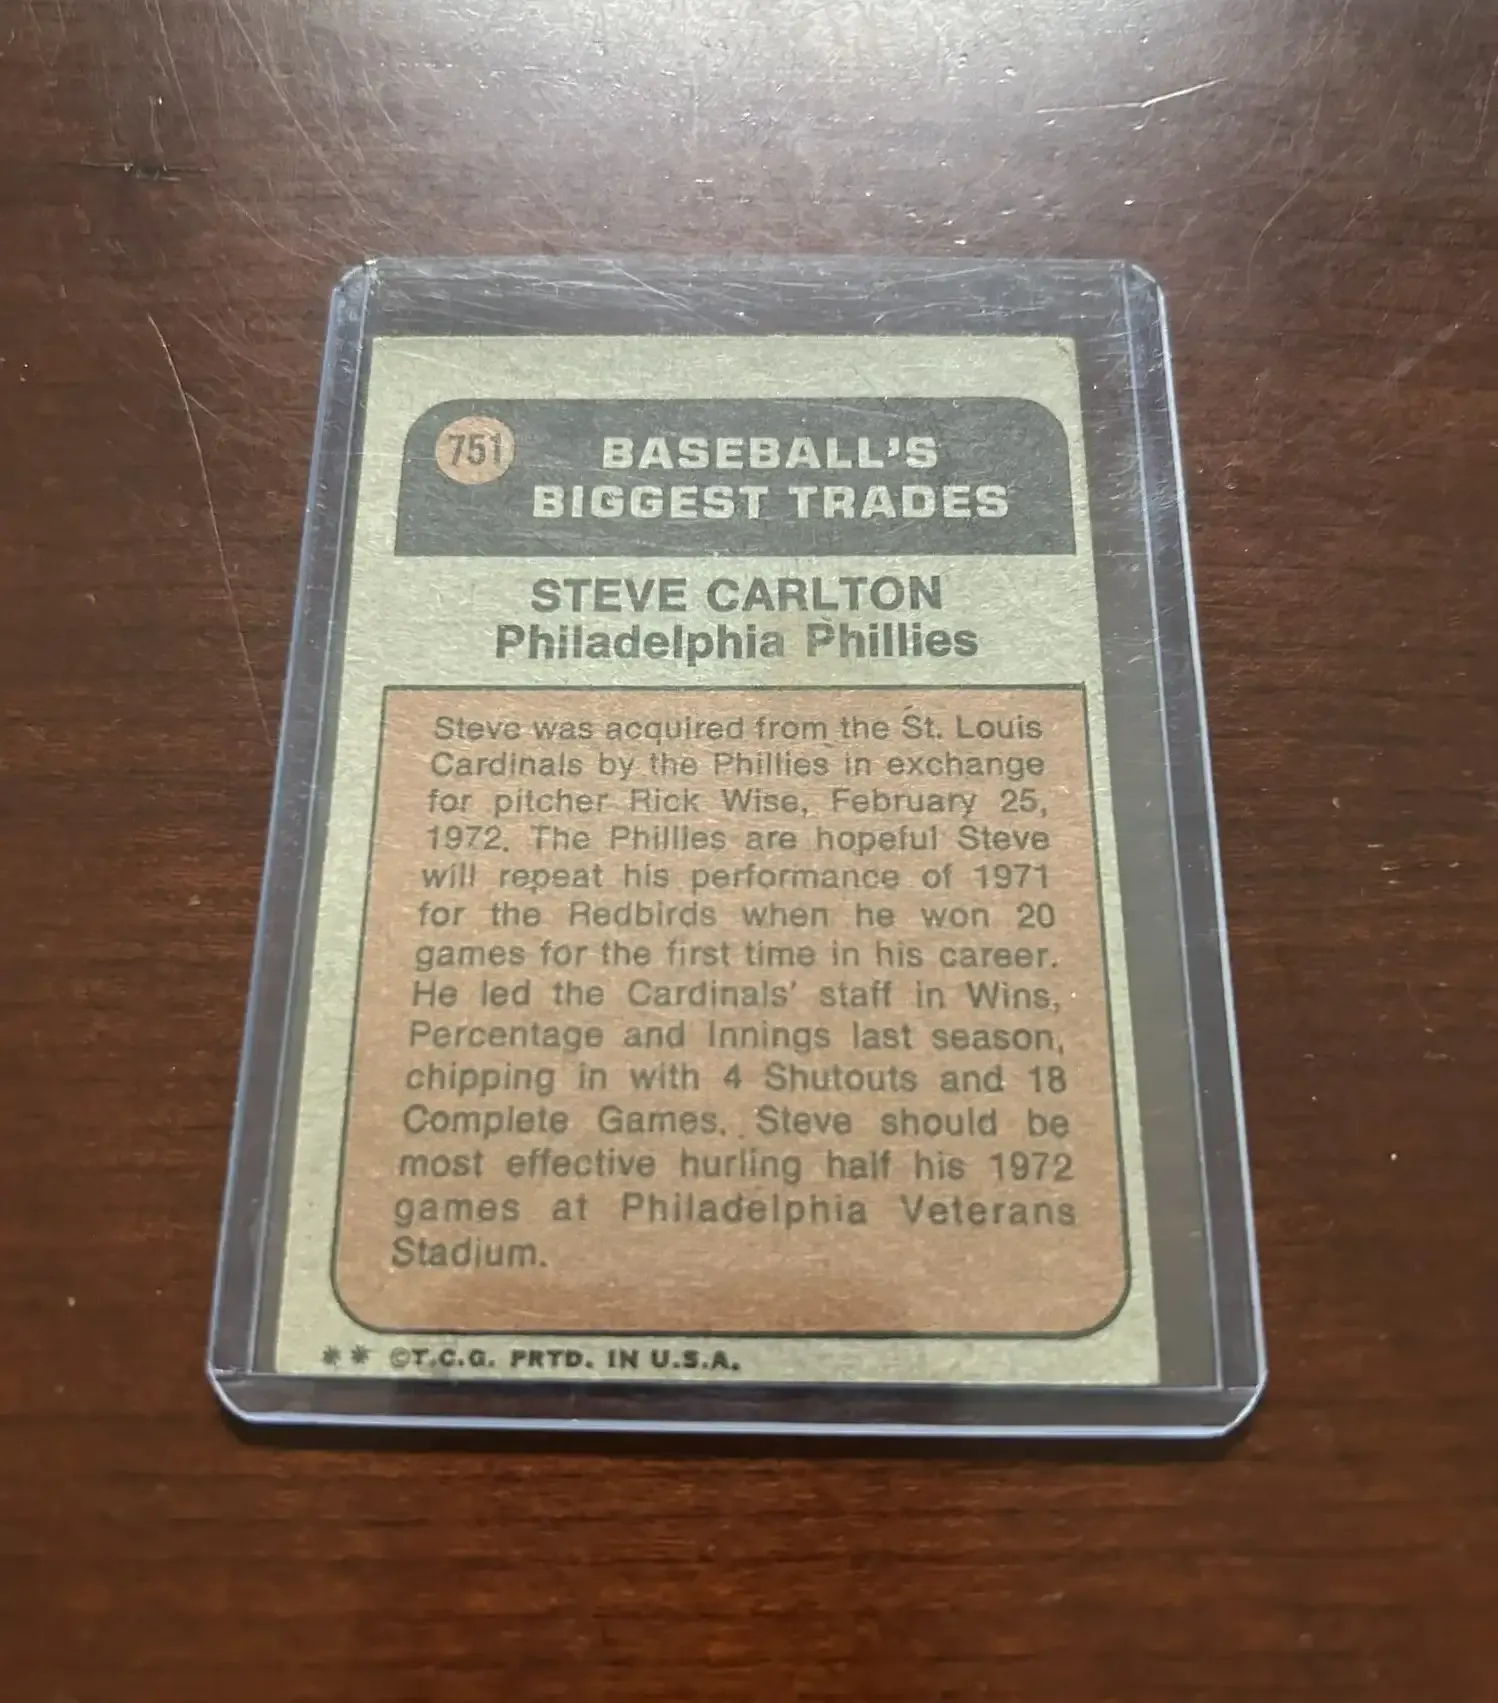 751
BASEBALL'S
BIGGEST TRADES
STEVE CARLTON
Philadelphia Phillies
Steve was acquired from the St. Louis
Cardinals by the Phillies in exchange
for pitcher Rick Wise, February 25,
1972. The Phillies are hopeful Steve
will repeat his performance of 1971
for the Redbirds when he won 20
games for the first time in his career.
He led the Cardinals' staff in Wins,
Percentage and Innings last season,
chipping in with 4 Shutouts and 18
Complete Games. Steve should be
most effective hurling half his 1972
games at Philadelphia Veterans
Stadium.
* * ©T.C.G. PRTD. IN U.S.A.